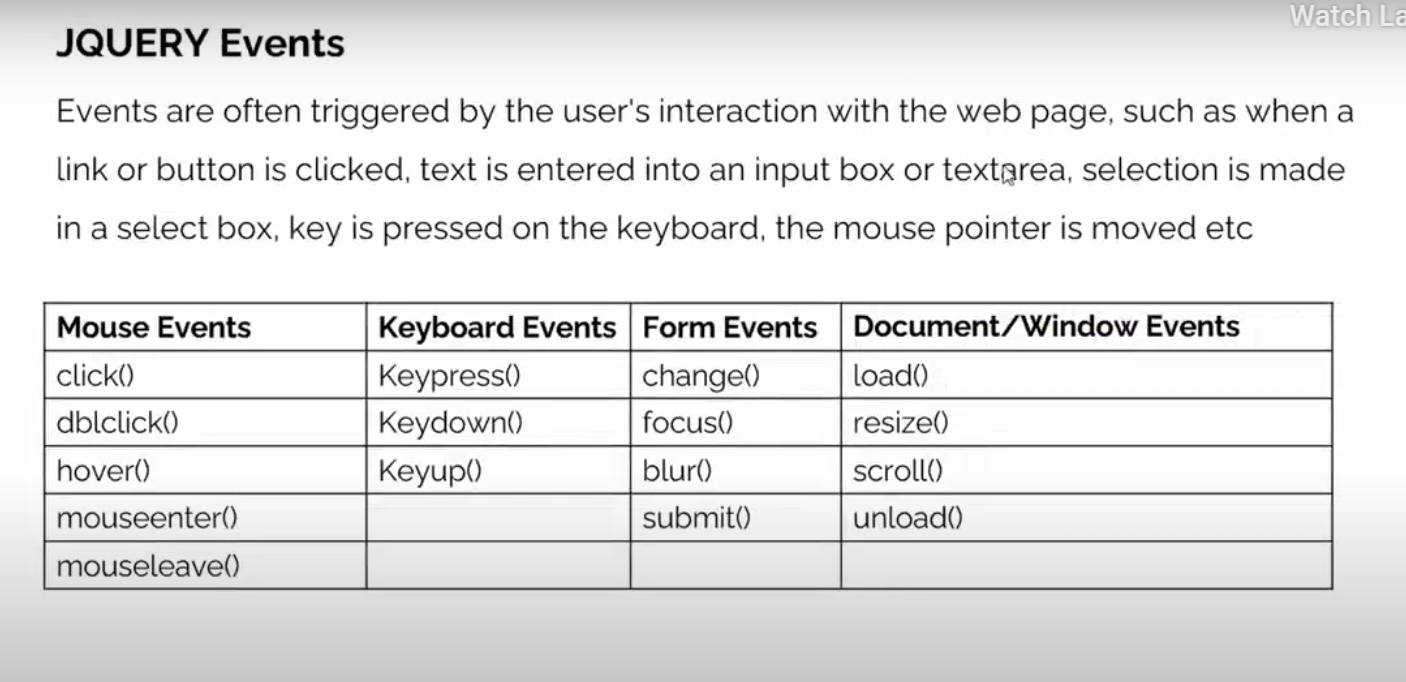 Watch La
JQUERY Events
Events are often triggered by the user's interaction with the web page, such as when a
link or button is clicked, text is entered into an input box or textarea, selection is made
in a select box, key is pressed on the keyboard, the mouse pointer is moved etc
Mouse Events Keyboard Events Form Events Document/Window Events
click() Keypress() change() load()
dblclick() Keydown() focus() resize()
hover() Keyup() blur() scroll()
mouseenter() submit() unload()
mouseleave()